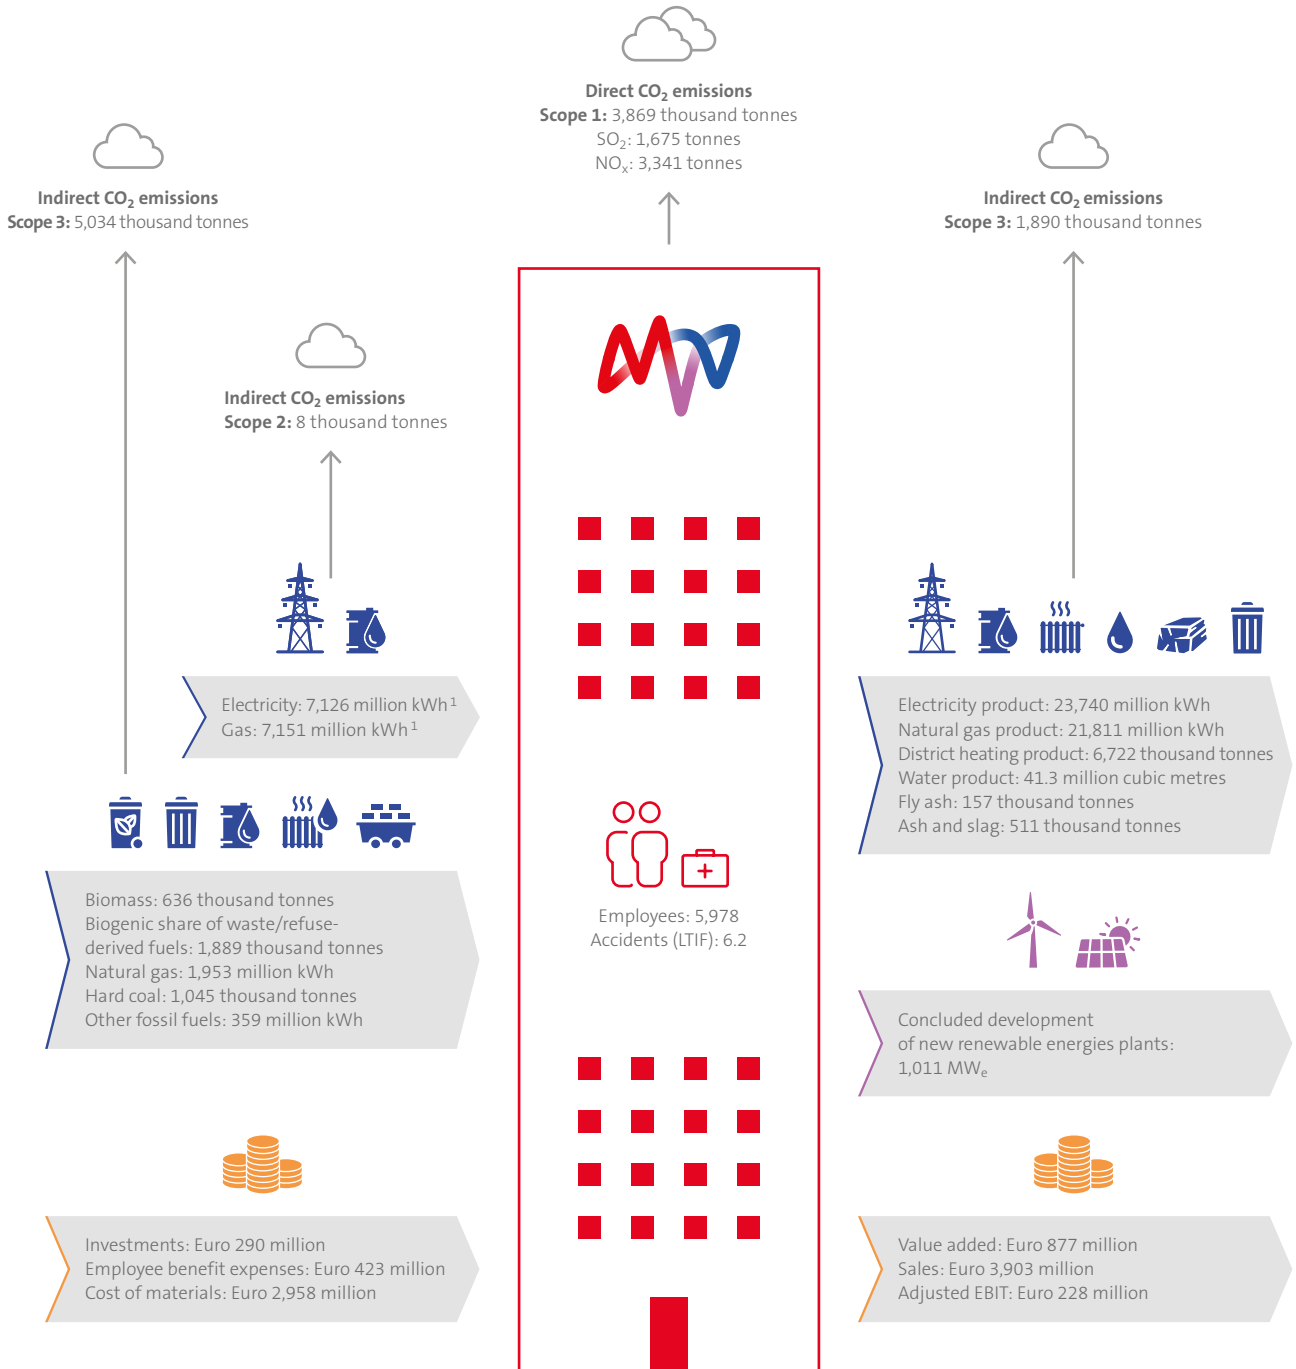 Direct CO₂ emissions
Scope 1: 3,869 thousand tonnes
SO₂: 1,675 tonnes
NOₓ: 3,341 tonnes
Indirect CO₂ emissions
Scope 3: 5,034 thousand tonnes
Indirect CO₂ emissions
Scope 3: 1,890 thousand tonnes
Indirect CO₂ emissions
Scope 2: 8 thousand tonnes
Electricity: 7,126 million kWh¹
Gas: 7,151 million kWh¹
Biomass: 636 thousand tonnes
Biogenic share of waste/refuse-
derived fuels: 1,889 thousand tonnes
Natural gas: 1,953 million kWh
Hard coal: 1,045 thousand tonnes
Other fossil fuels: 359 million kWh
Investments: Euro 290 million
Employee benefit expenses: Euro 423 million
Cost of materials: Euro 2,958 million
MVV
Employees: 5,978
Accidents (LTIF): 6.2
Electricity product: 23,740 million kWh
Natural gas product: 21,811 million kWh
District heating product: 6,722 thousand tonnes
Water product: 41.3 million cubic metres
Fly ash: 157 thousand tonnes
Ash and slag: 511 thousand tonnes
Concluded development
of new renewable energies plants:
1,011 MWₑ
Value added: Euro 877 million
Sales: Euro 3,903 million
Adjusted EBIT: Euro 228 million